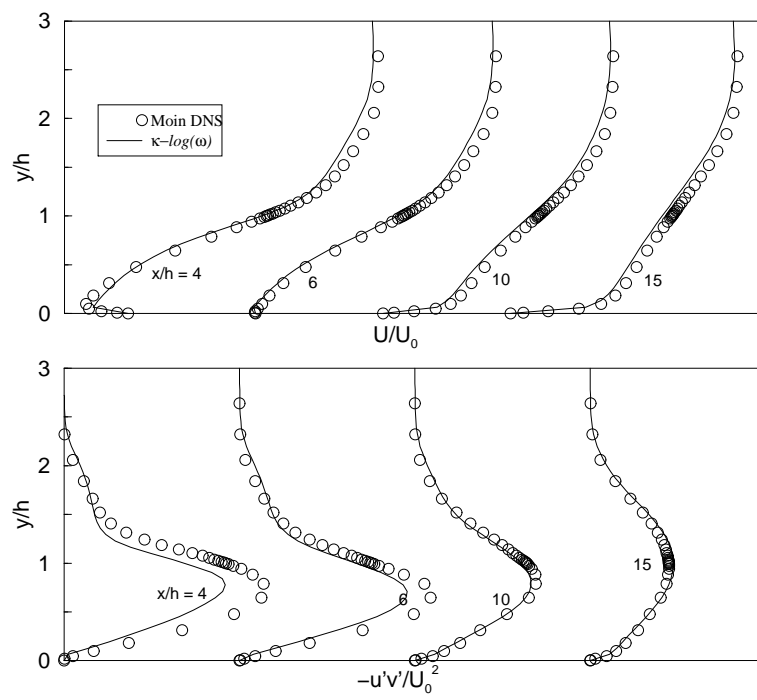 3
2
1
0
y/h
Moin DNS
κ−log(ω)
x/h = 4
6
10
15
U/U₀
3
2
1
0
y/h
x/h = 4
6
10
15
−u'v'/U₀²